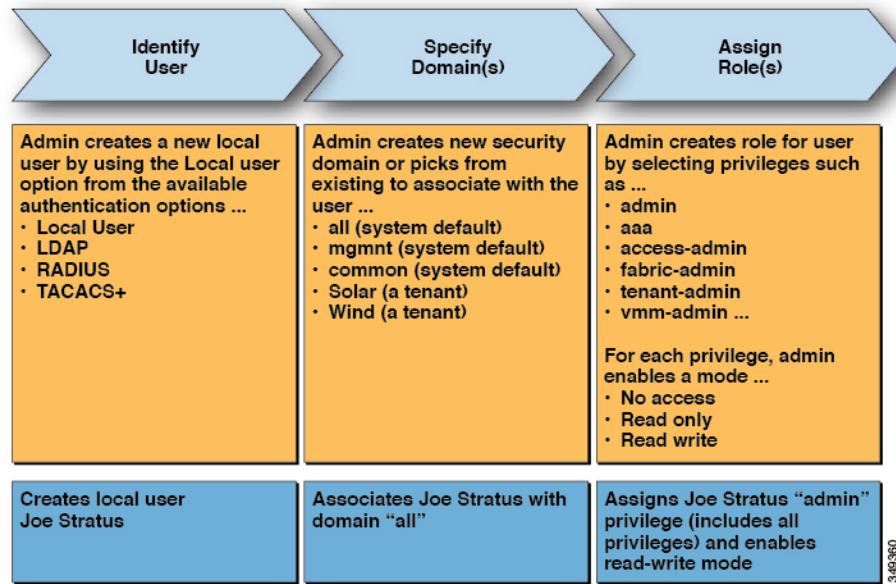 Identify
User
Specify
Domain(s)
Assign
Role(s)
Admin creates a new local
user by using the Local user
option from the available
authentication options ...
• Local User
• LDAP
• RADIUS
• TACACS+
Admin creates new security
domain or picks from
existing to associate with the
user ...
• all (system default)
• mgmnt (system default)
• common (system default)
• Solar (a tenant)
• Wind (a tenant)
Admin creates role for user
by selecting privileges such
as ...
• admin
• aaa
• access-admin
• fabric-admin
• tenant-admin
• vmm-admin ...
For each privilege, admin
enables a mode ...
• No access
• Read only
• Read write
Creates local user
Joe Stratus
Associates Joe Stratus with
domain “all”
Assigns Joe Stratus “admin”
privilege (includes all
privileges) and enables
read-write mode
349360